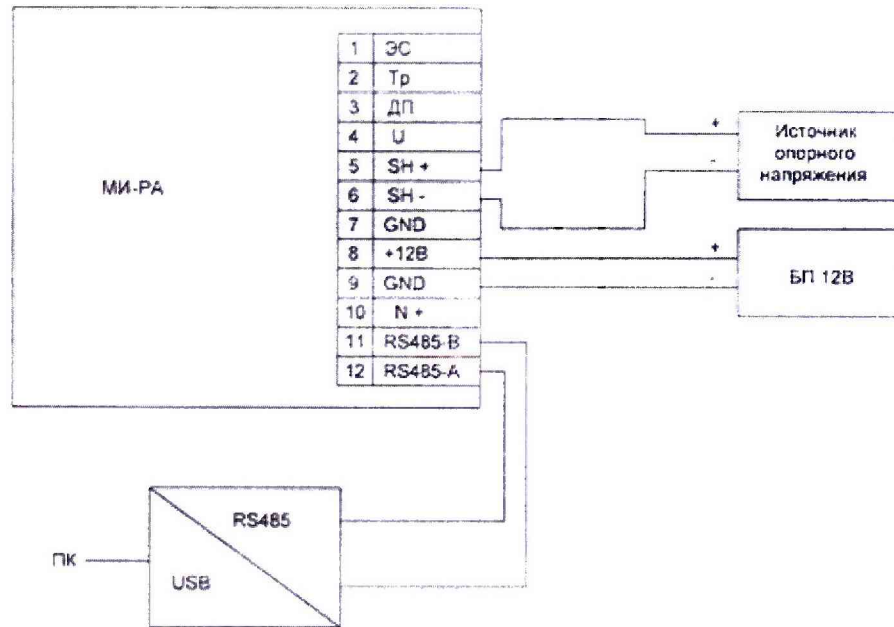 МИ-РА
1 ЭС
2 Тр
3 ДП
4 U
5 SH +
6 SH -
7 GND
8 +12В
9 GND
10 N +
11 RS485-B
12 RS485-A
+
-
Источник
опорного
напряжения
+
-
БП 12В
RS485
USB
ПК